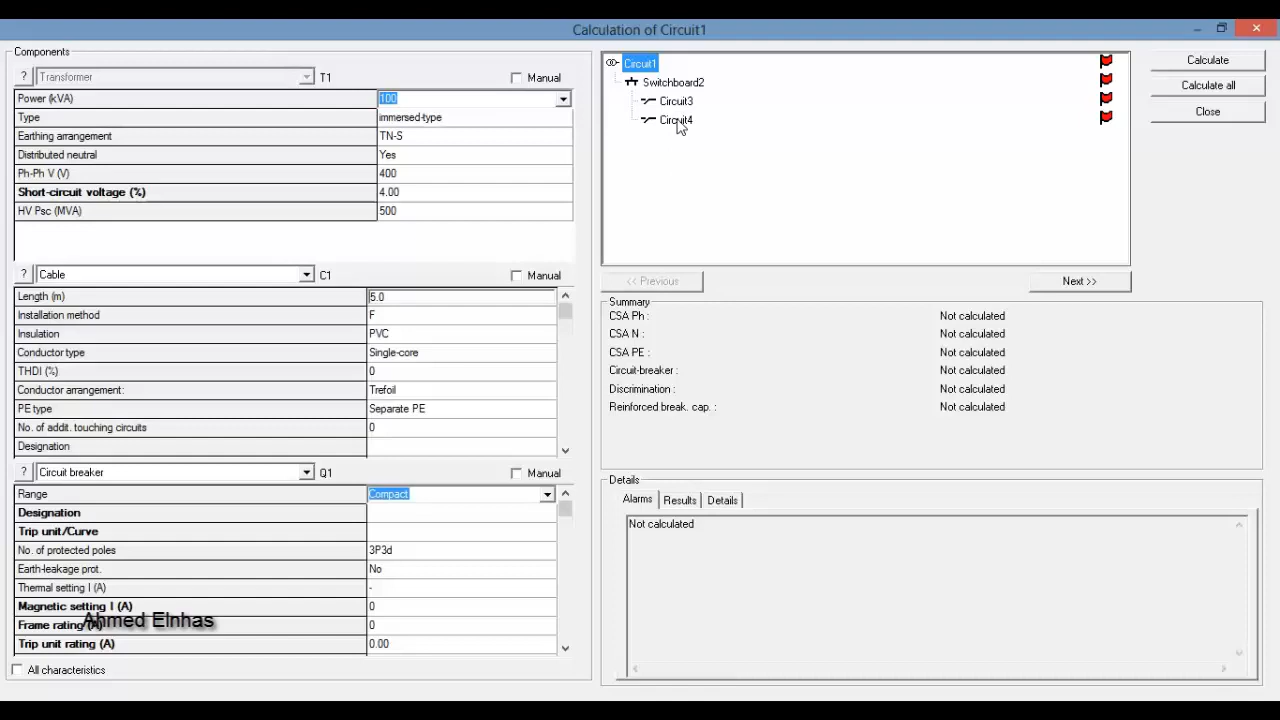 Calculation of Circuit1
Components
? Transformer T1 Manual
Power (kVA) 100
Type immersed-type
Earthing arrangement TN-S
Distributed neutral Yes
Ph-Ph V (V) 400
Short-circuit voltage (%) 4.00
HV Psc (MVA) 500
? Cable C1 Manual
Length (m) 5.0
Installation method F
Insulation PVC
Conductor type Single-core
THDI (%) 0
Conductor arrangement: Trefoil
PE type Separate PE
No. of addit. touching circuits 0
Designation
? Circuit breaker Q1 Manual
Range Compact
Designation
Trip unit/Curve
No. of protected poles 3P3d
Earth-leakage prot. No
Thermal setting I (A) -
Magnetic setting I (A) 0
Frame rating (A) 0
Ahmed Elnhas
Trip unit rating (A) 0.00
All characteristics
Circuit1
Switchboard2
Circuit3
Circuit4
Calculate
Calculate all
Close
<< Previous Next >>
Summary
CSA Ph : Not calculated
CSA N : Not calculated
CSA PE : Not calculated
Circuit-breaker : Not calculated
Discrimination : Not calculated
Reinforced break. cap. : Not calculated
Details
Alarms Results Details
Not calculated